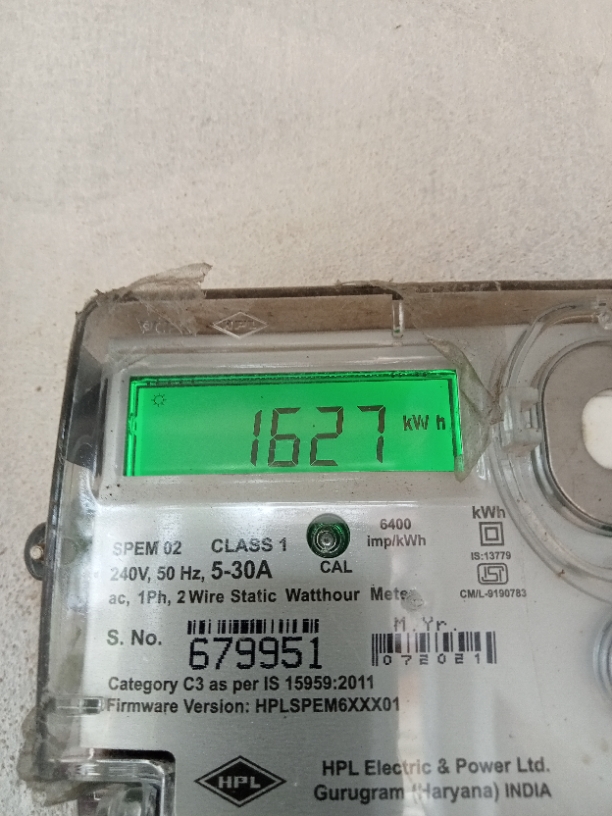 HPL
1627 kWh
SPEM 02 CLASS 1
6400
imp/kWh
kWh
240V, 50 Hz, 5-30A
CAL
IS:13779
ac, 1Ph, 2 Wire Static Watthour Meter
ISI
CM/L-9190783
S. No. 679951
M.Yr.
072021
Category C3 as per IS 15959:2011
Firmware Version: HPLSPEM6XXX01
HPL
HPL Electric & Power Ltd.
Gurugram (Haryana) INDIA